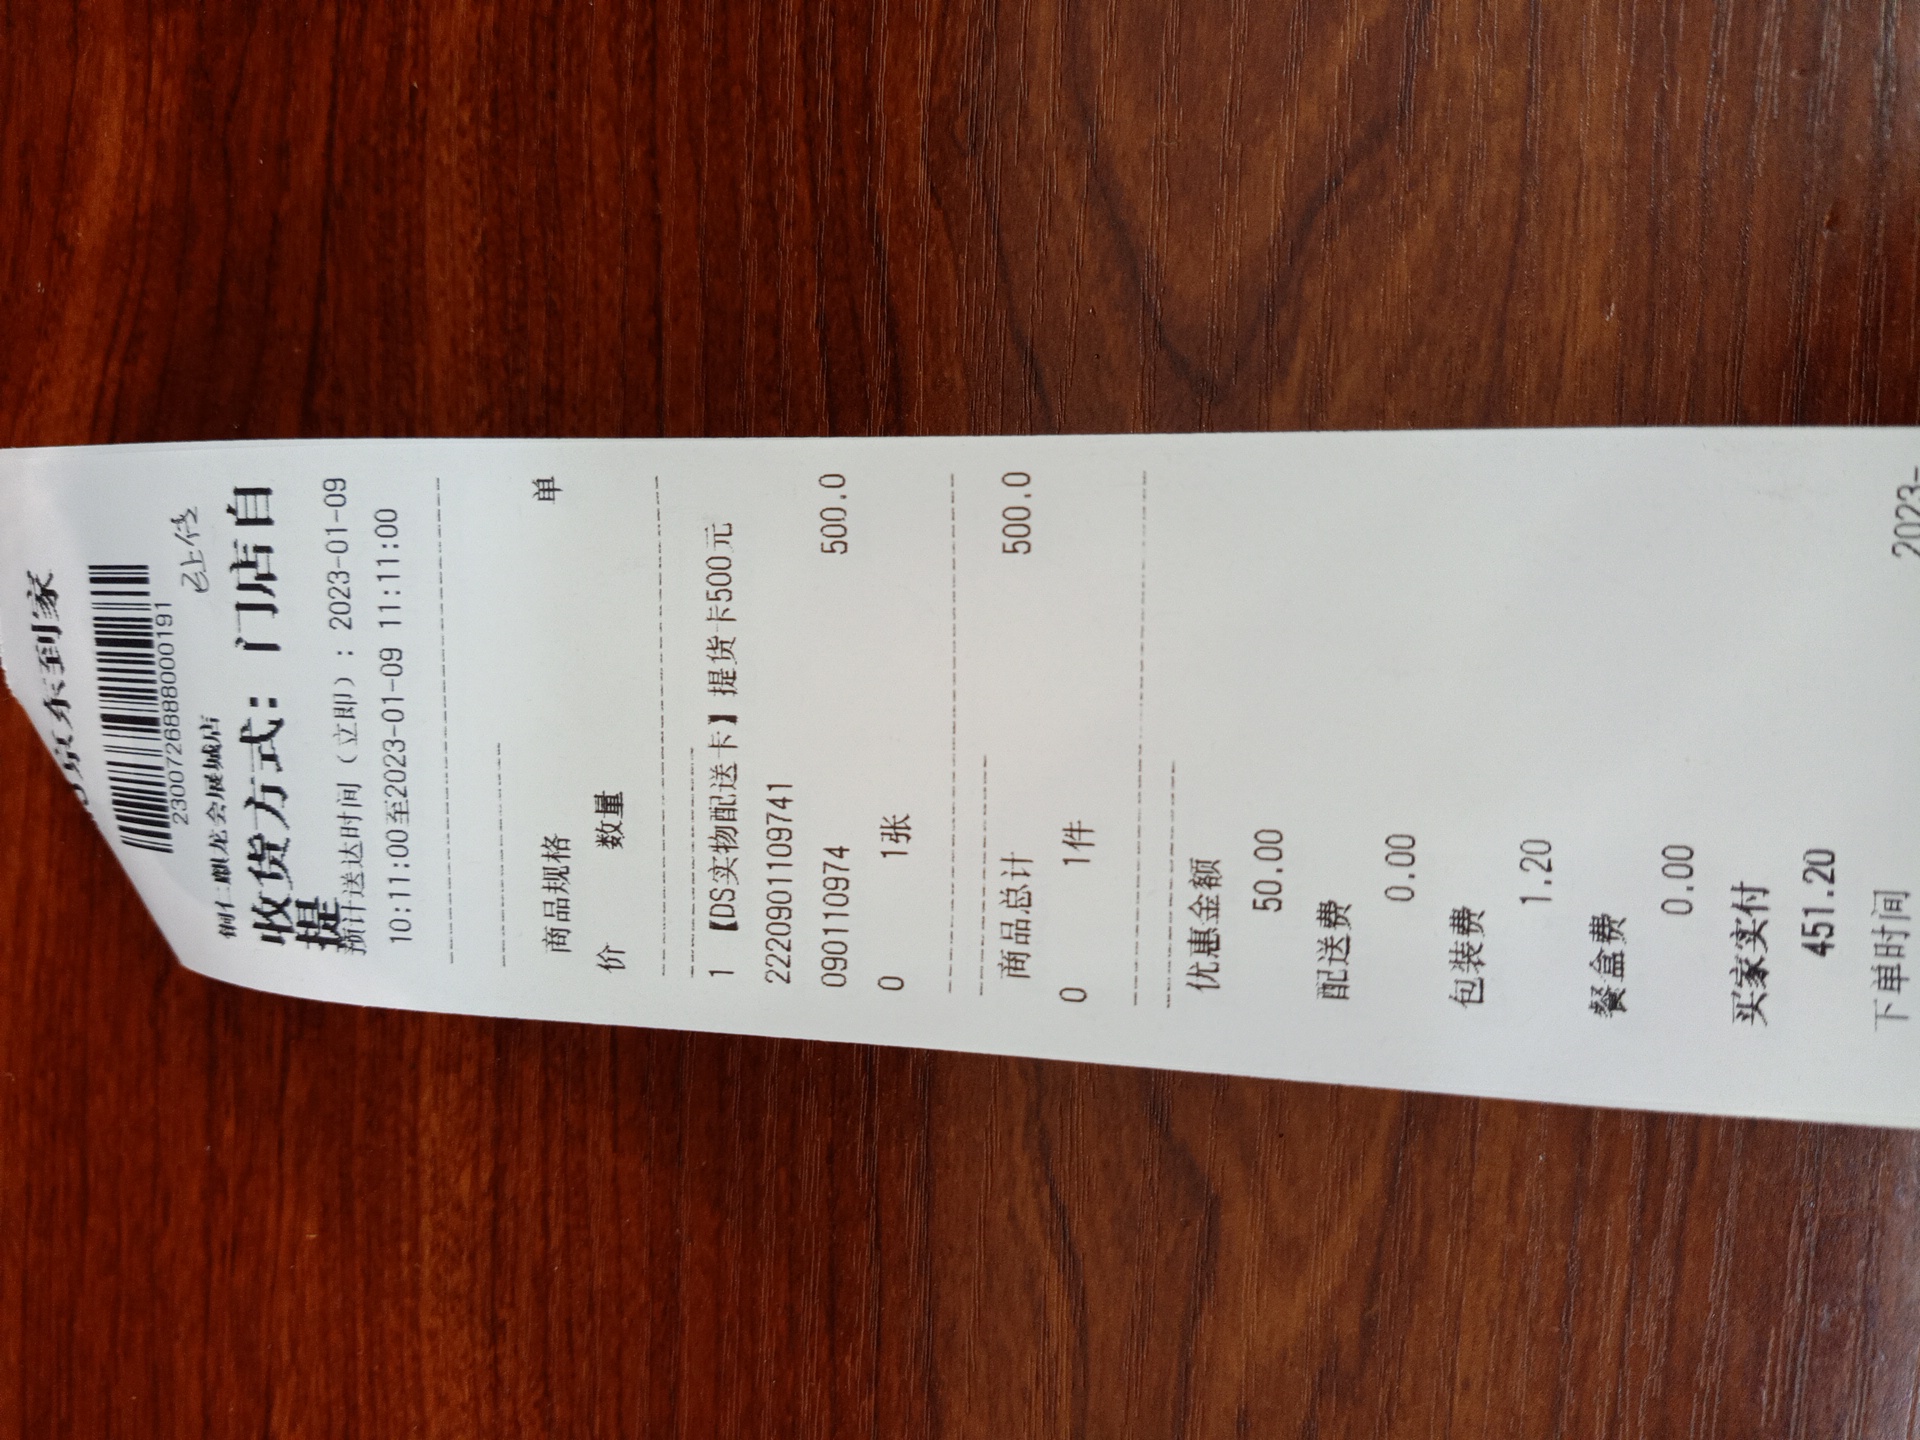 京东到家
2300726888000191
已上传
铜仁麒龙会展城店
收货方式：门店自
提
预计送达时间（立即）：2023-01-09
10:11:00至2023-01-09 11:11:00
商品规格 单
价 数量
1 【DS实物配送卡】提货卡500元
2220901109741
0901110974 500.0
0 1张
商品总计 500.0
0 1件
优惠金额
50.00
配送费
0.00
包装费
1.20
餐盒费
0.00
买家实付
451.20
下单时间 2023-